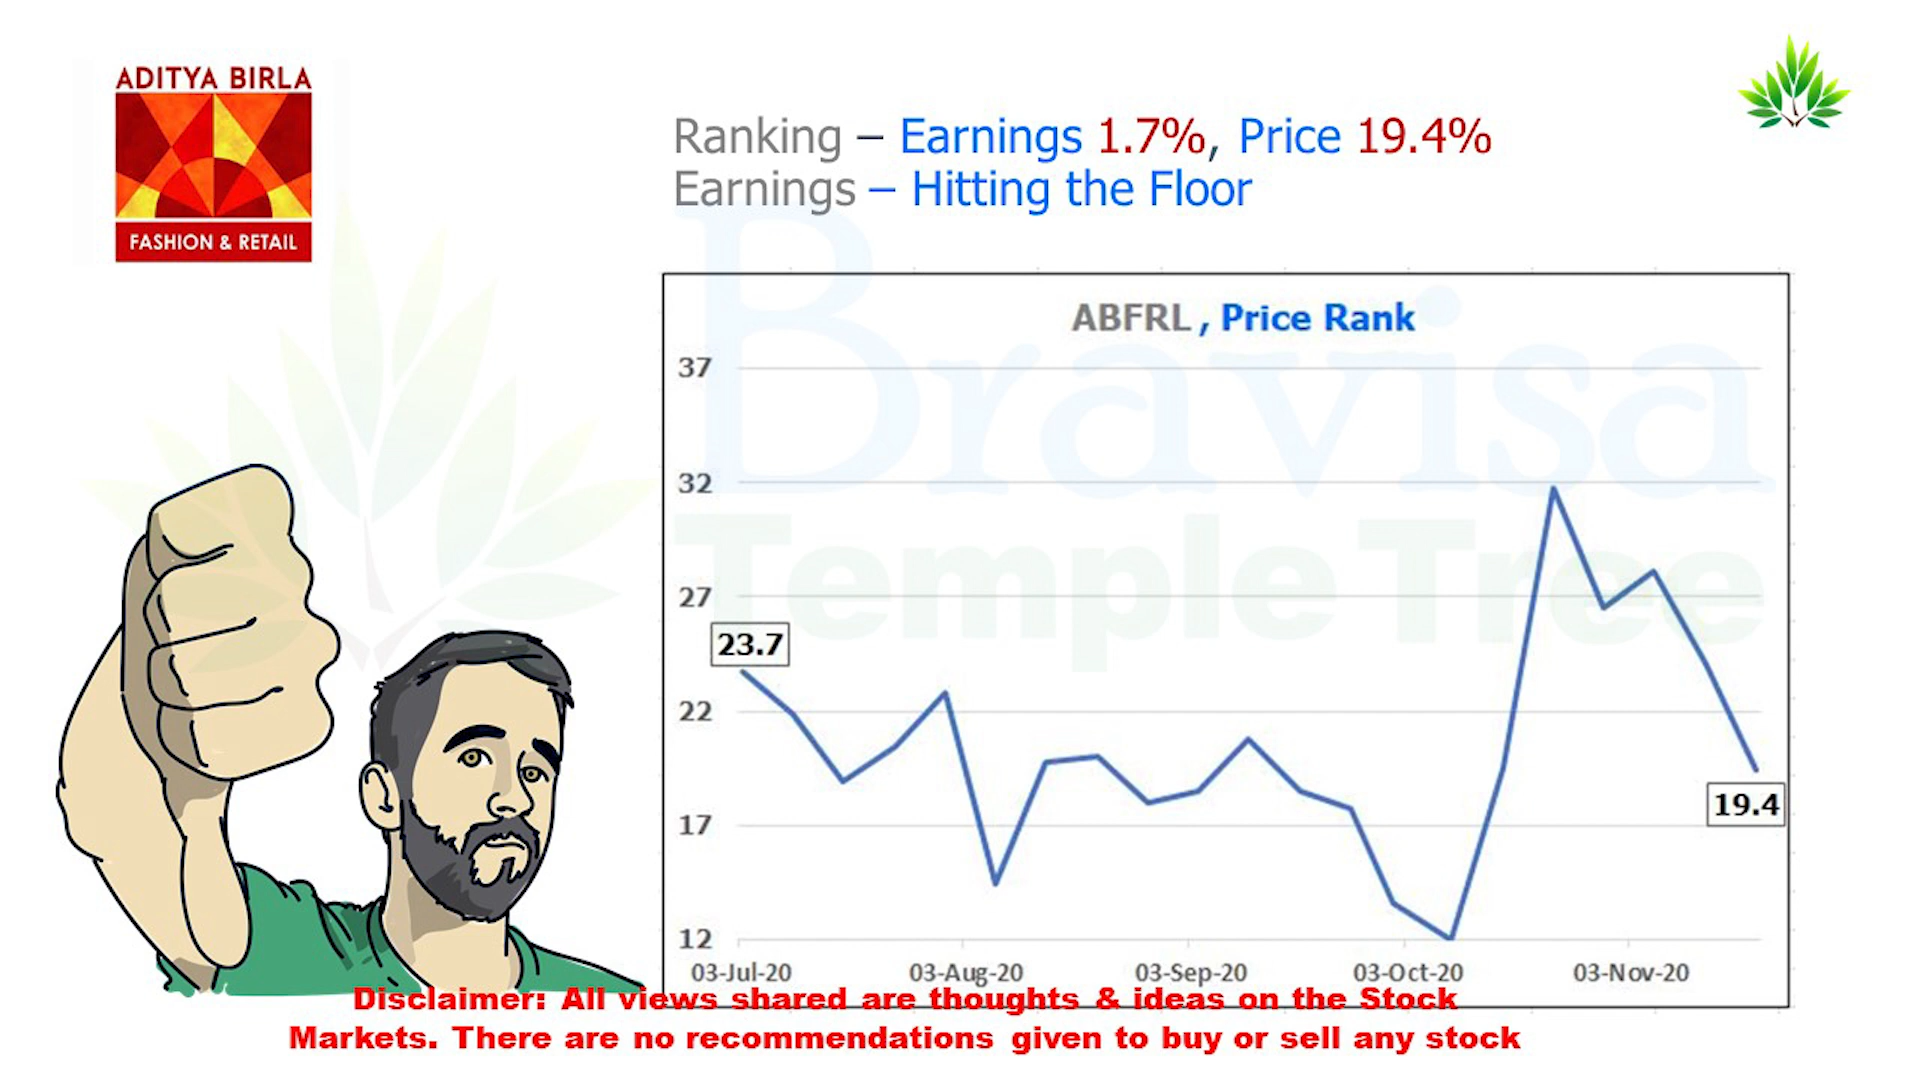 ADITYA BIRLA
FASHION & RETAIL
Ranking – Earnings 1.7%, Price 19.4%
Earnings – Hitting the Floor
Bravisa
Temple Tree
ABFRL , Price Rank
37
32
27
23.7
22
19.4
17
12
03-Jul-20 03-Aug-20 03-Sep-20 03-Oct-20 03-Nov-20
Disclaimer: All views shared are thoughts & ideas on the Stock
Markets. There are no recommendations given to buy or sell any stock